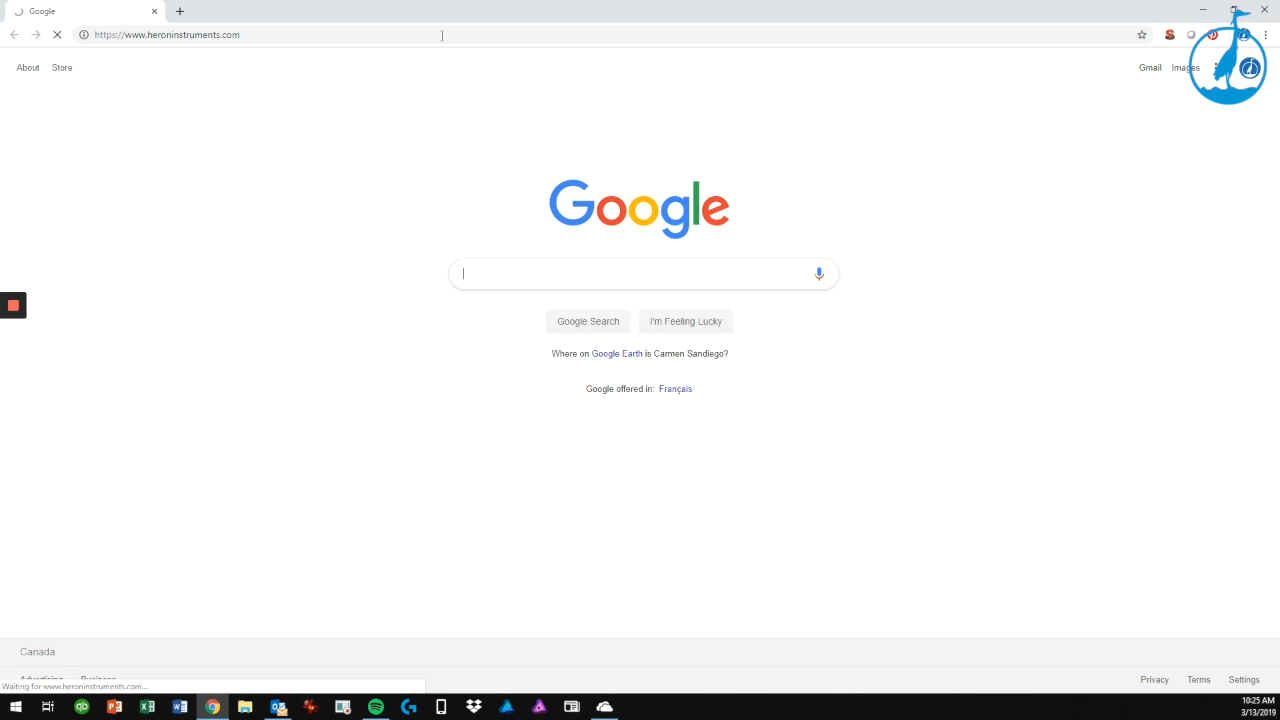 Google
https://www.heroninstruments.com
About Store
Gmail Images
Google
Google Search I'm Feeling Lucky
Where on Google Earth is Carmen Sandiego?
Google offered in: Français
Canada
Advertising Business
Privacy Terms Settings
Waiting for www.heroninstruments.com...
10:25 AM
3/13/2019